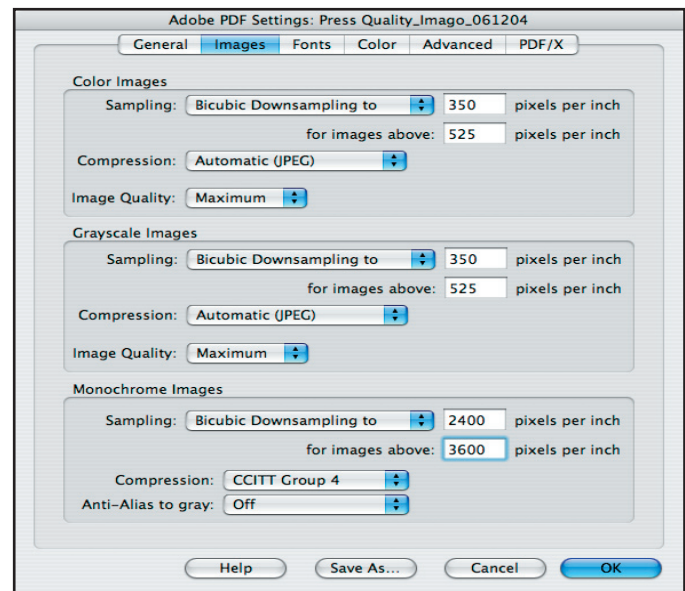 Adobe PDF Settings: Press Quality_Imago_061204
General Images Fonts Color Advanced PDF/X
Color Images
Sampling: Bicubic Downsampling to 350 pixels per inch
for images above: 525 pixels per inch
Compression: Automatic (JPEG)
Image Quality: Maximum
Grayscale Images
Sampling: Bicubic Downsampling to 350 pixels per inch
for images above: 525 pixels per inch
Compression: Automatic (JPEG)
Image Quality: Maximum
Monochrome Images
Sampling: Bicubic Downsampling to 2400 pixels per inch
for images above: 3600 pixels per inch
Compression: CCITT Group 4
Anti-Alias to gray: Off
Help Save As... Cancel OK